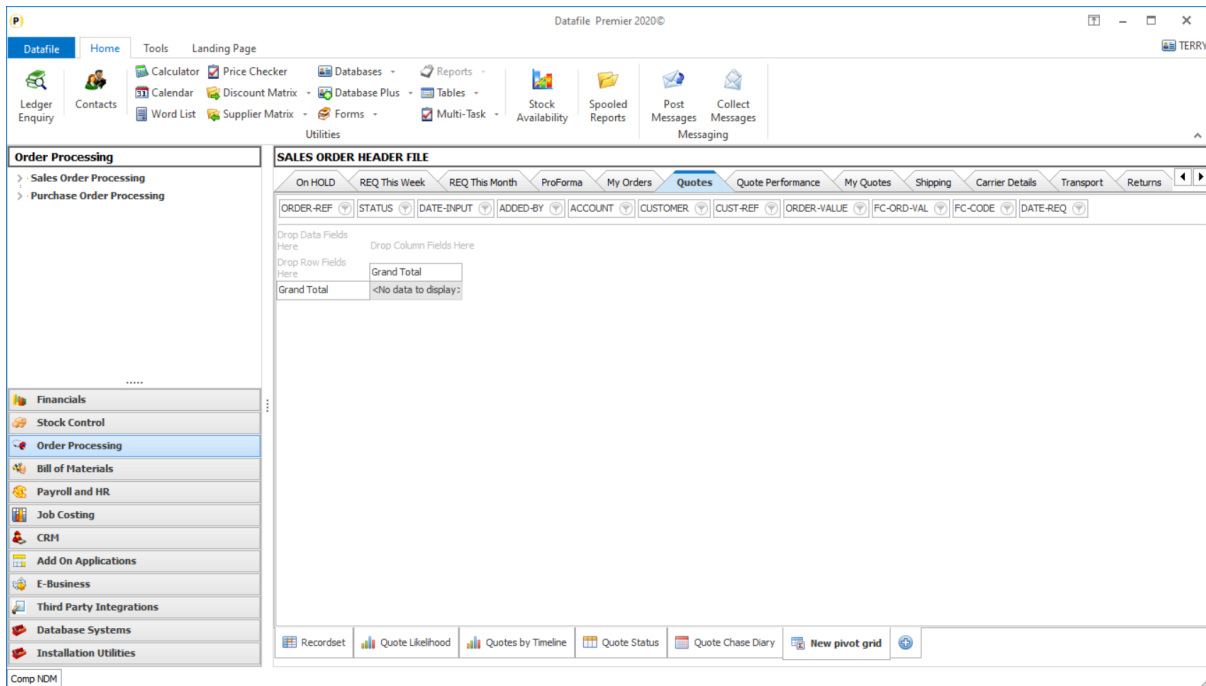 (P)
Datafile Premier 2020©
Datafile Home Tools Landing Page
TERRY
Ledger Enquiry
Contacts
Calculator Price Checker Databases Reports
31 Calendar Discount Matrix Database Plus Tables
Word List Supplier Matrix Forms Multi-Task
Stock Availability
Spooled Reports
Post Messages
Collect Messages
Utilities Messaging
Order Processing
Sales Order Processing
Purchase Order Processing
Financials
Stock Control
Order Processing
Bill of Materials
Payroll and HR
Job Costing
CRM
Add On Applications
E-Business
Third Party Integrations
Database Systems
Installation Utilities
SALES ORDER HEADER FILE
On HOLD REQ This Week REQ This Month ProForma My Orders Quotes Quote Performance My Quotes Shipping Carrier Details Transport Returns
ORDER-REF STATUS DATE-INPUT ADDED-BY ACCOUNT CUSTOMER CUST-REF ORDER-VALUE FC-ORD-VAL FC-CODE DATE-REQ
Drop Data Fields
Here
Drop Column Fields Here
Drop Row Fields
Here
Grand Total
Grand Total <No data to display>
Recordset Quote Likelihood Quotes by Timeline Quote Status Quote Chase Diary New pivot grid
Comp NDM